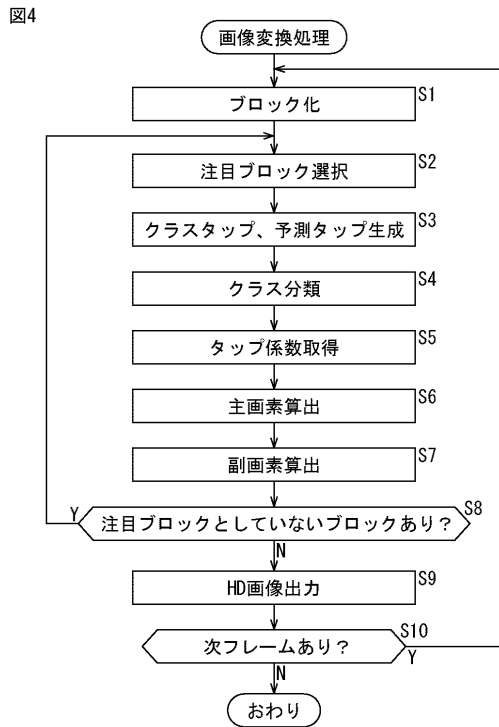 図4
画像変換処理
ブロック化
S1
注目ブロック選択
S2
クラスタップ、予測タップ生成
S3
クラス分類
S4
タップ係数取得
S5
主画素算出
S6
副画素算出
S7
注目ブロックとしていないブロックあり？
S8
Y
N
HD画像出力
S9
次フレームあり？
S10
Y
N
おわり